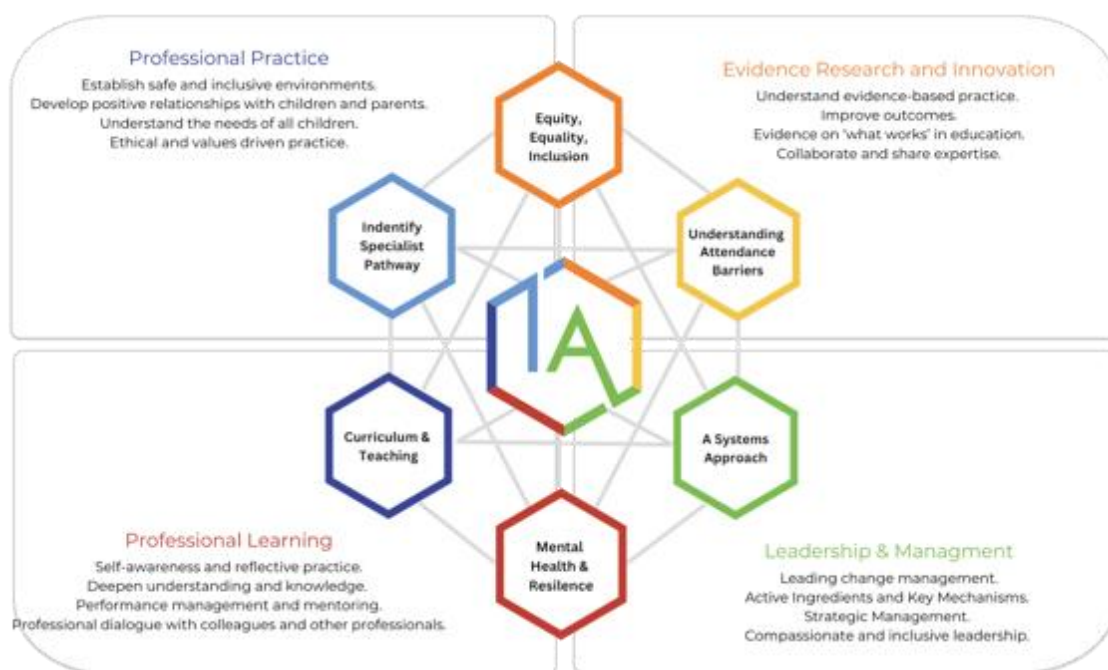 Professional Practice
Establish safe and inclusive environments.
Develop positive relationships with children and parents.
Understand the needs of all children.
Ethical and values driven practice.
Evidence Research and Innovation
Understand evidence-based practice.
Improve outcomes.
Evidence on 'what works' in education.
Collaborate and share expertise.
Equity,
Equality,
Inclusion
Indentify
Specialist
Pathway
Understanding
Attendance
Barriers
A
Curriculum &
Teaching
A Systems
Approach
Mental
Health &
Resilence
Professional Learning
Self-awareness and reflective practice.
Deepen understanding and knowledge.
Performance management and mentoring.
Professional dialogue with colleagues and other professionals.
Leadership & Managment
Leading change management.
Active Ingredients and Key Mechanisms.
Strategic Management.
Compassionate and inclusive leadership.